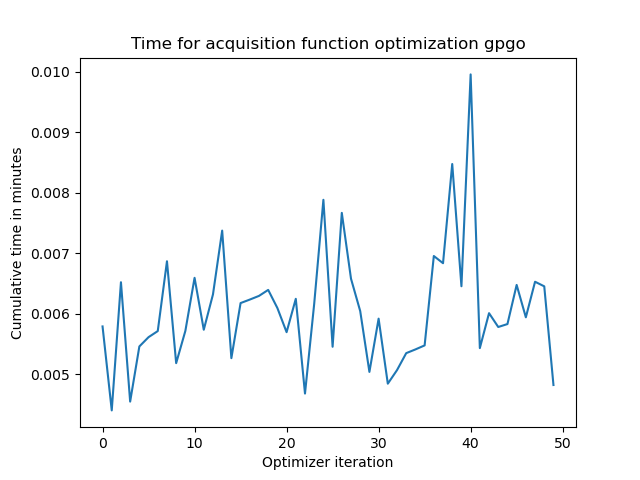 Time for acquisition function optimization gpgo
0.010
0.009
0.008
0.007
0.006
0.005
Cumulative time in minutes
0 10 20 30 40 50
Optimizer iteration